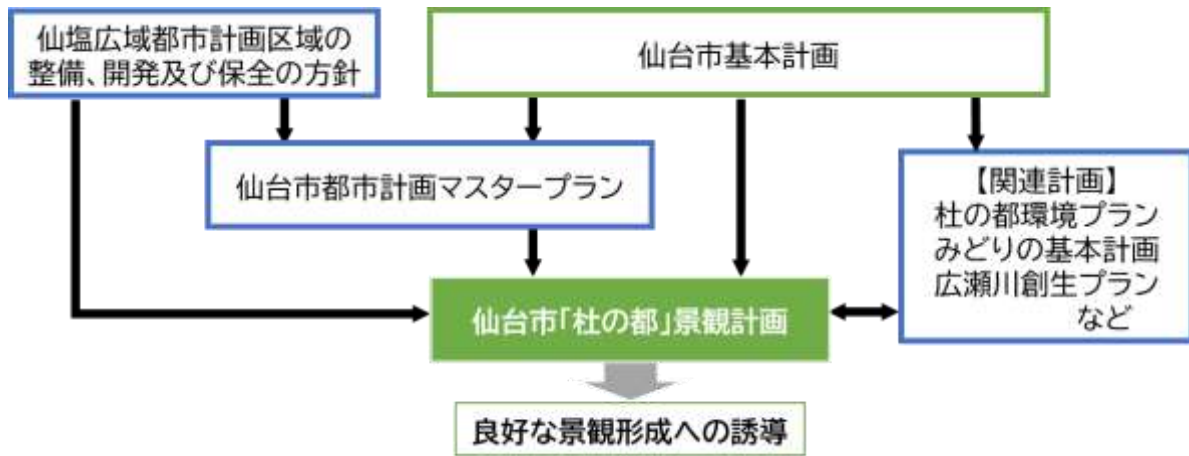 仙塩広域都市計画区域の
整備、開発及び保全の方針
仙台市基本計画
仙台市都市計画マスタープラン
【関連計画】
杜の都環境プラン
みどりの基本計画
広瀬川創生プラン
など
仙台市「杜の都」景観計画
良好な景観形成への誘導